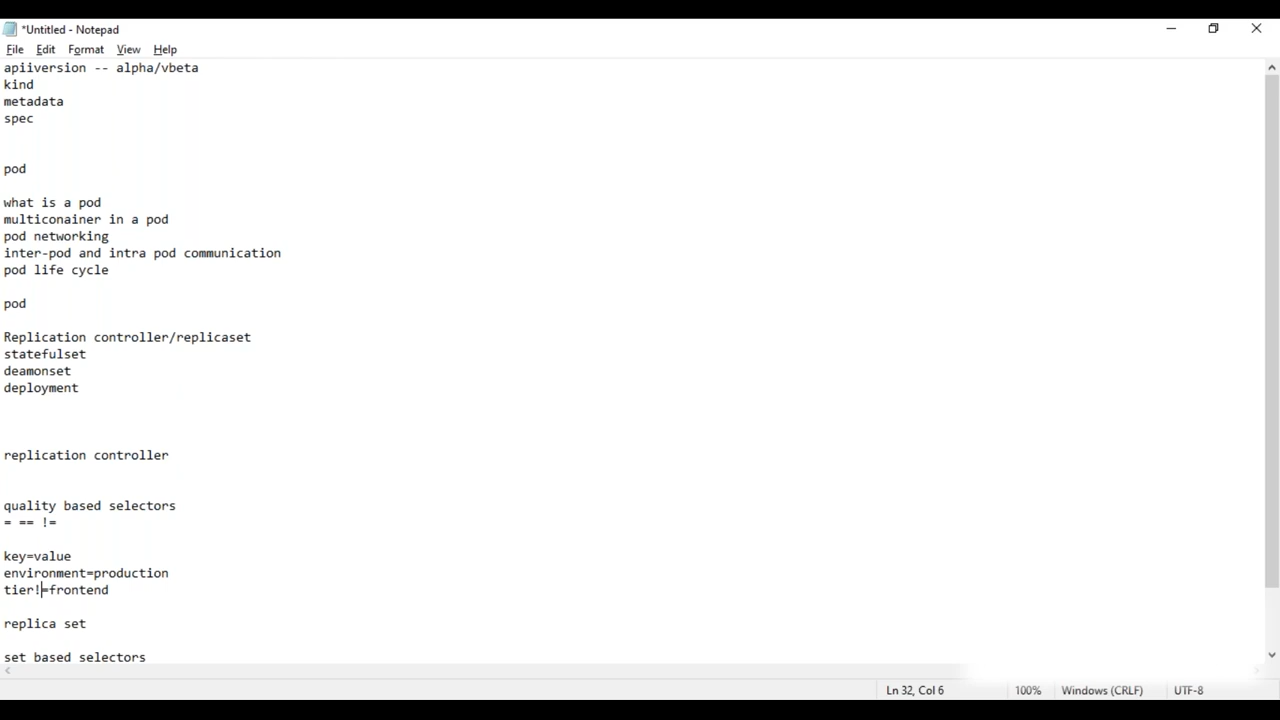 *Untitled - Notepad
File Edit Format View Help
apiiversion -- alpha/vbeta
kind
metadata
spec
pod
what is a pod
multiconainer in a pod
pod networking
inter-pod and intra pod communication
pod life cycle
pod
Replication controller/replicaset
statefulset
deamonset
deployment
replication controller
quality based selectors
= == !=
key=value
environment=production
tier!=frontend
replica set
set based selectors
Ln 32, Col 6 100% Windows (CRLF) UTF-8